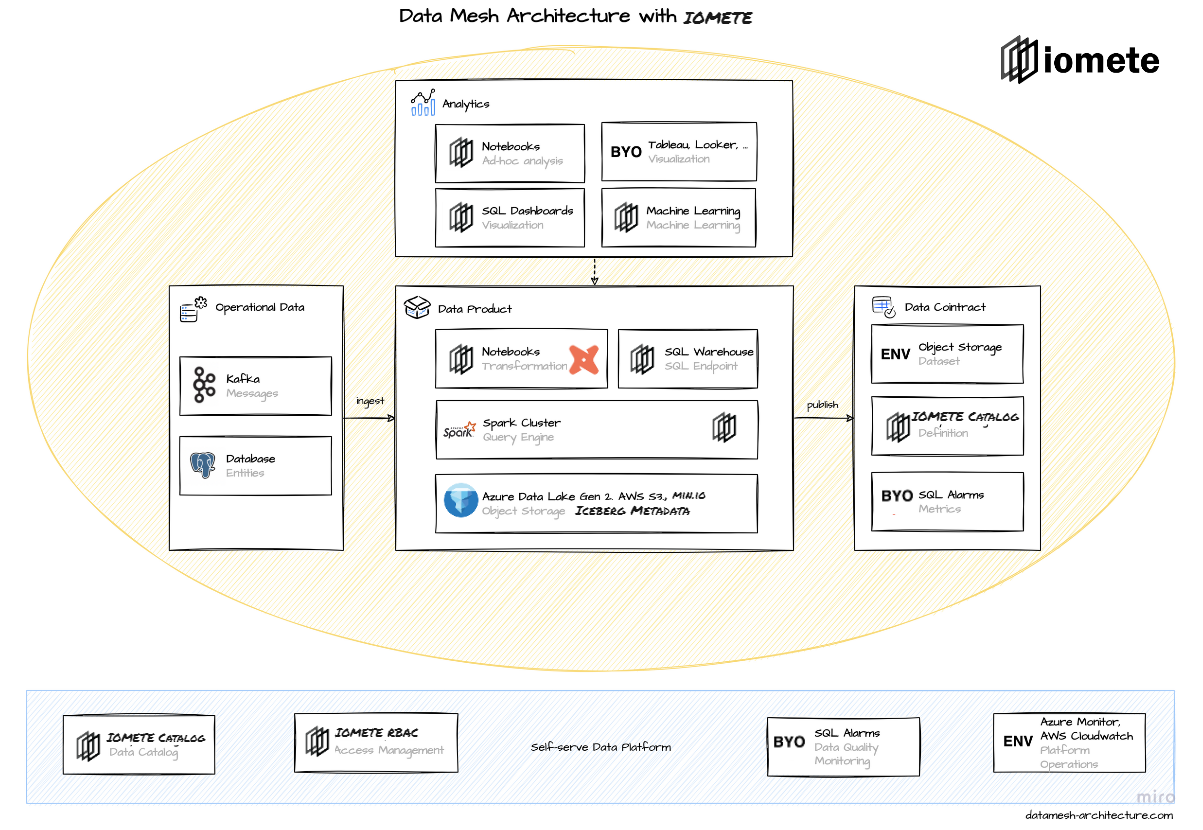 Data Mesh Architecture with IOMETE
iomete
Analytics
Notebooks
Ad-hoc analysis
BYO
Tableau, Looker, ...
Visualization
SQL Dashboards
Visualization
Machine Learning
Machine Learning
Operational Data
Kafka
Messages
Database
Entities
ingest
Data Product
Notebooks
Transformation
SQL Warehouse
SQL Endpoint
Spark
Spark Cluster
Query Engine
Azure Data Lake Gen 2. AWS S3., MIN.IO
Object Storage ICEBERG METADATA
publish
Data Cointract
ENV
Object Storage
Dataset
IOMETE CATALOG
Definition
BYO
SQL Alarms
Metrics
IOMETE CATALOG
Data Catalog
IOMETE RBAC
Access Management
Self-serve Data Platform
BYO
SQL Alarms
Data Quality
Monitoring
ENV
Azure Monitor,
AWS Cloudwatch
Platform
Operations
miro
datamesh-architecture.com